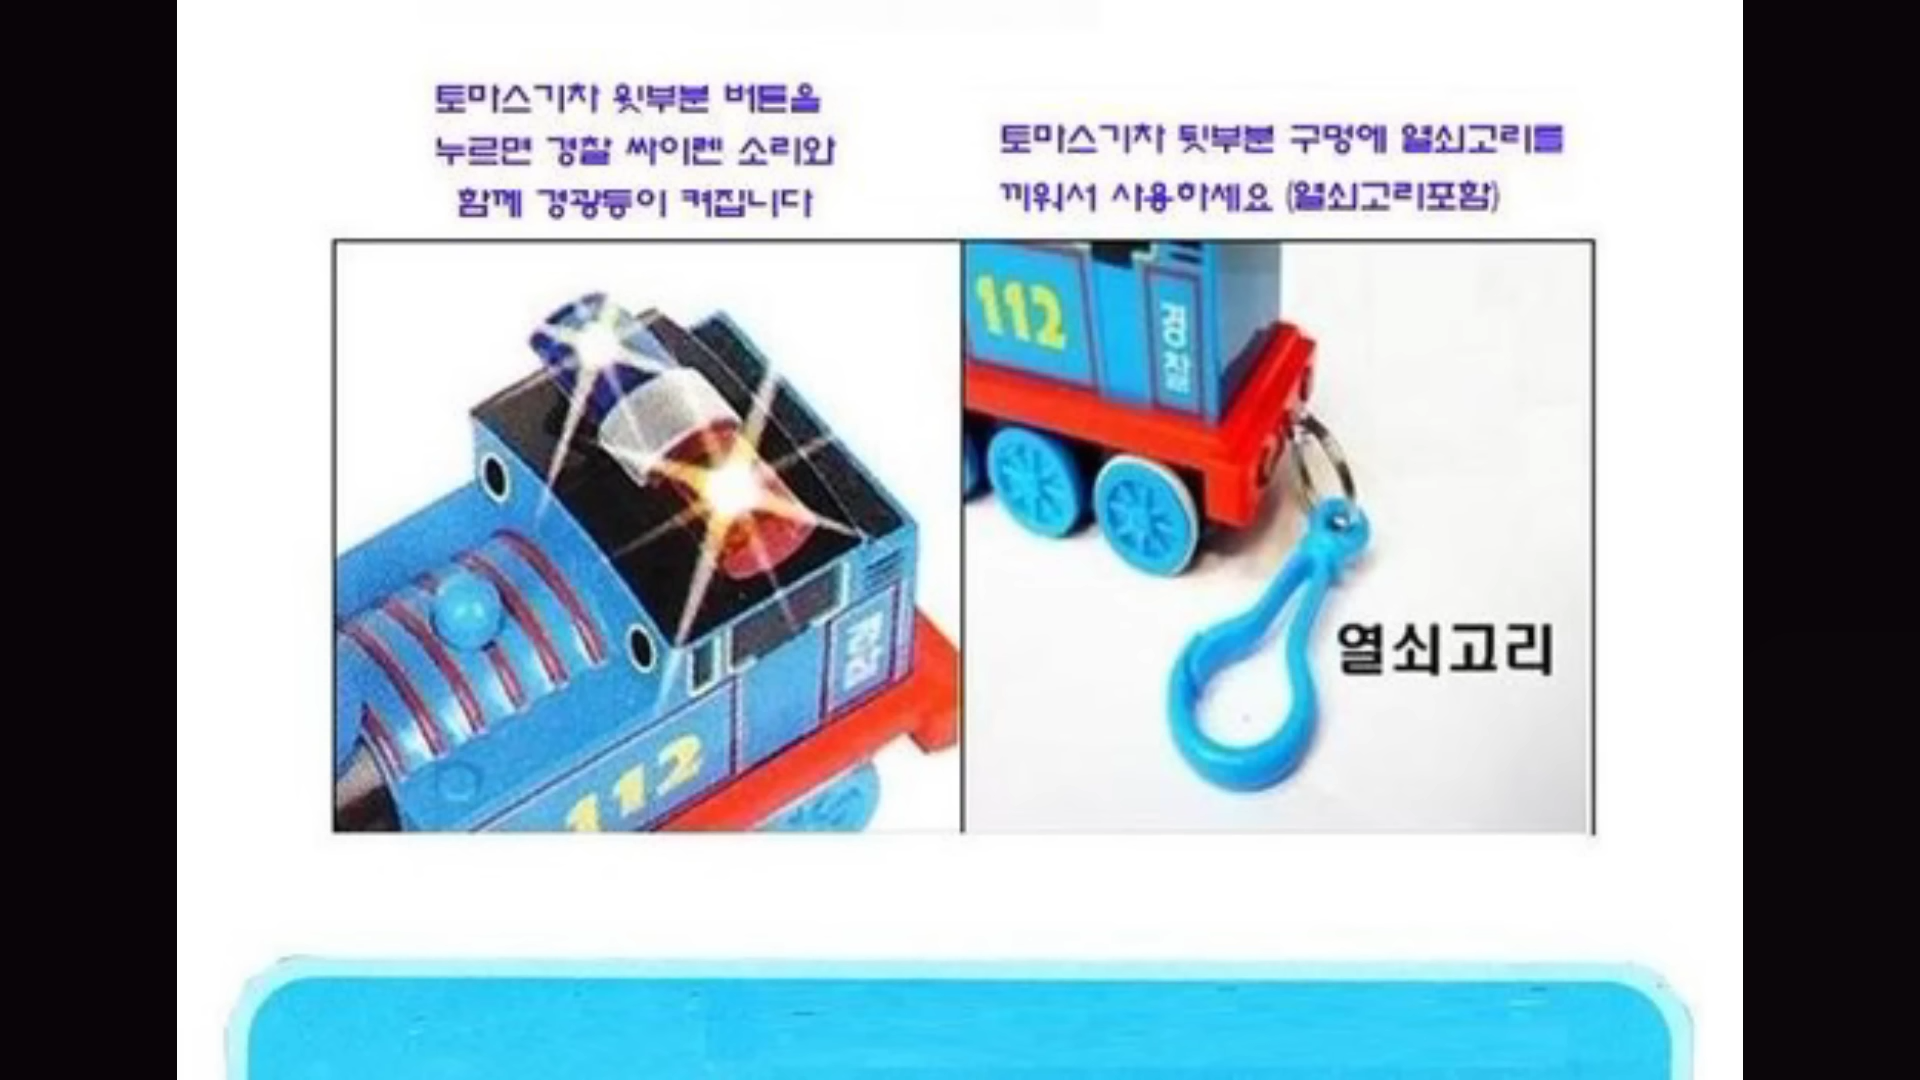 토마스기차 윗부분 버튼을
누르면 경찰 싸이렌 소리와
함께 경광등이 켜집니다
토마스기차 뒷부분 구멍에 열쇠고리를
끼워서 사용하세요 (열쇠고리포함)
112
경찰
112
경찰
열쇠고리